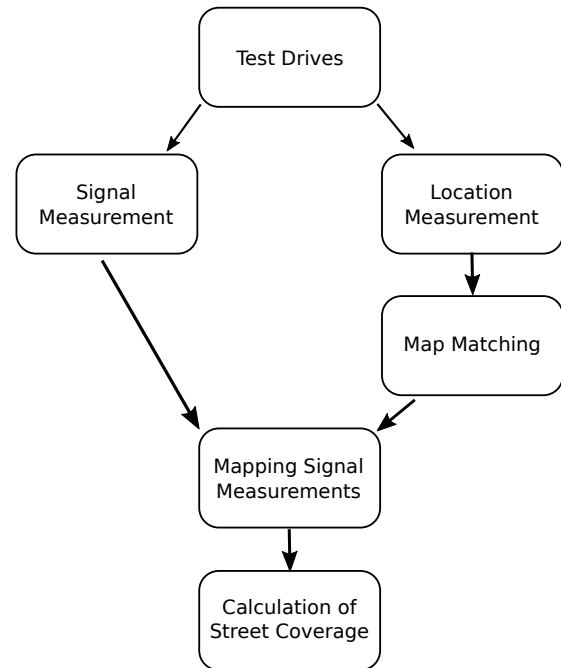 Test Drives
Signal
Measurement
Location
Measurement
Map Matching
Mapping Signal
Measurements
Calculation of
Street Coverage